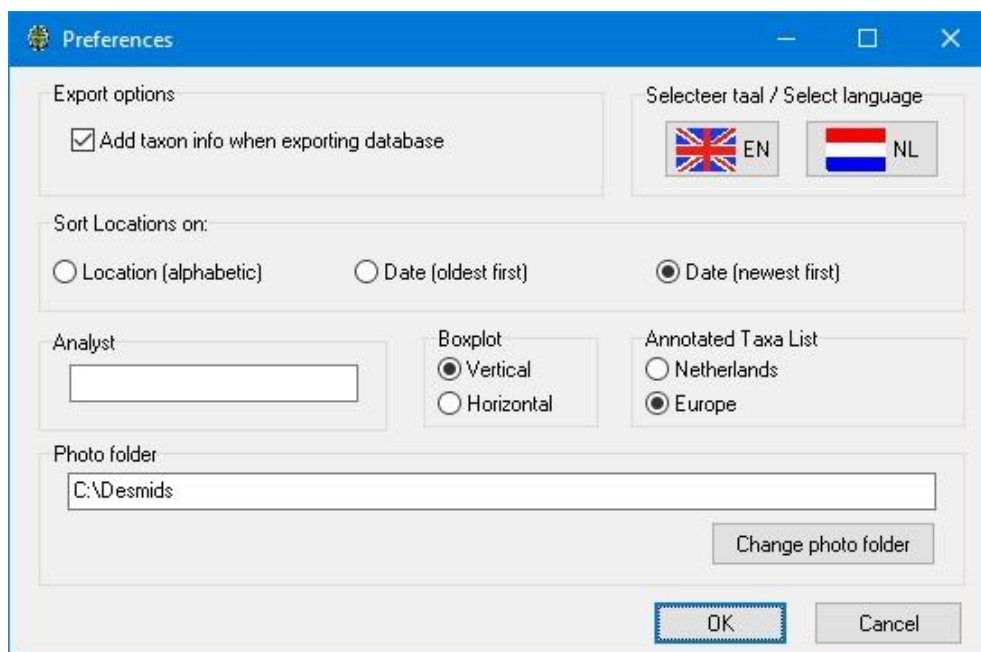 Preferences
Export options
Add taxon info when exporting database
Selecteer taal / Select language
EN
NL
Sort Locations on:
Location (alphabetic)
Date (oldest first)
Date (newest first)
Analyst
Boxplot
Vertical
Horizontal
Annotated Taxa List
Netherlands
Europe
Photo folder
C:\Desmids
Change photo folder
OK
Cancel